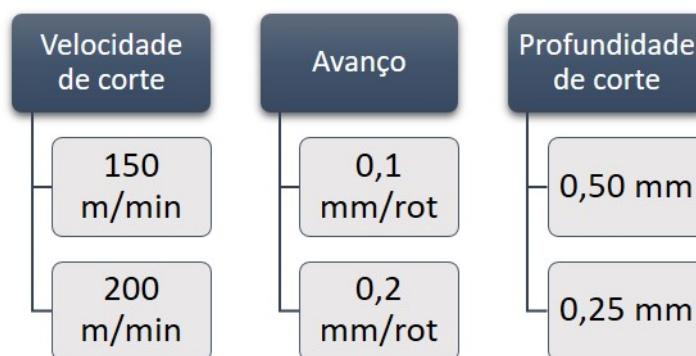 Velocidade
de corte
150
m/min
200
m/min
Avanço
0,1
mm/rot
0,2
mm/rot
Profundidade
de corte
0,50 mm
0,25 mm